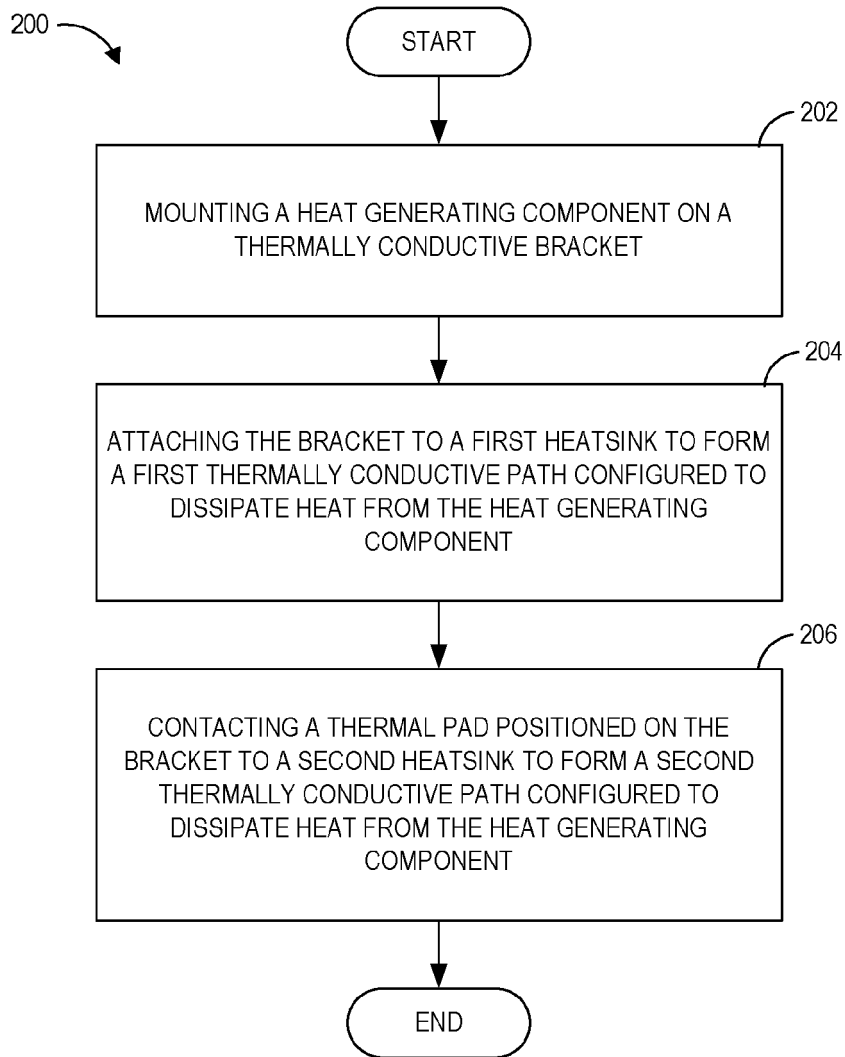 200
START
202
MOUNTING A HEAT GENERATING COMPONENT ON A
THERMALLY CONDUCTIVE BRACKET
204
ATTACHING THE BRACKET TO A FIRST HEATSINK TO FORM
A FIRST THERMALLY CONDUCTIVE PATH CONFIGURED TO
DISSIPATE HEAT FROM THE HEAT GENERATING
COMPONENT
206
CONTACTING A THERMAL PAD POSITIONED ON THE
BRACKET TO A SECOND HEATSINK TO FORM A SECOND
THERMALLY CONDUCTIVE PATH CONFIGURED TO
DISSIPATE HEAT FROM THE HEAT GENERATING
COMPONENT
END